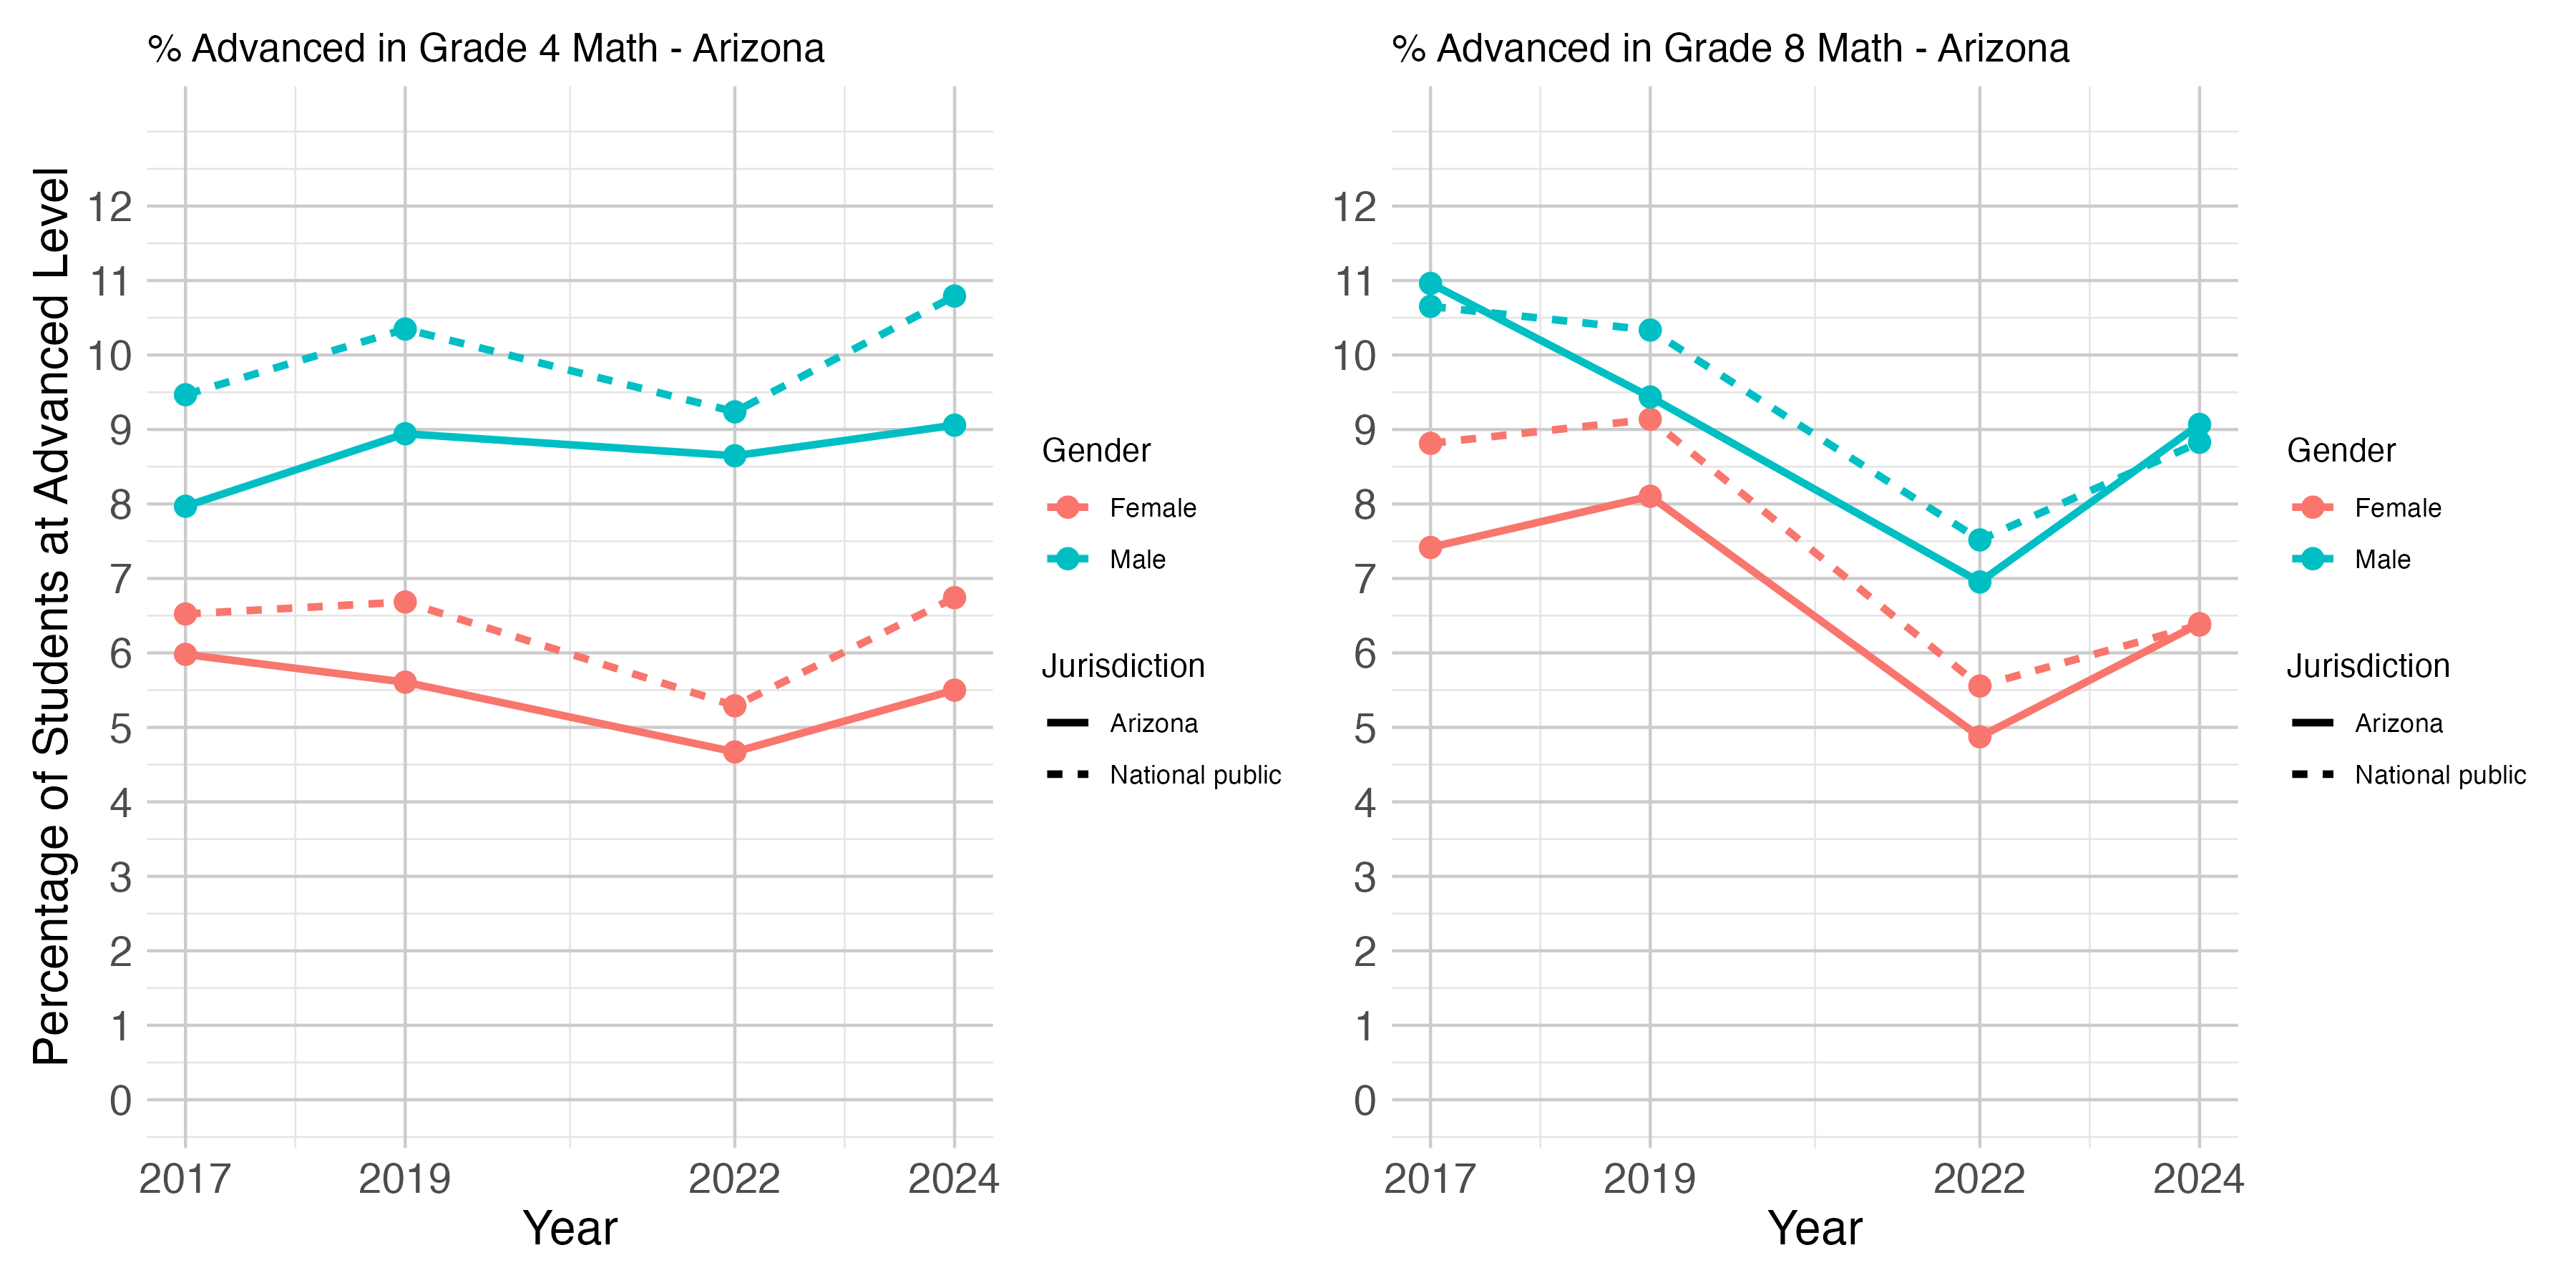 % Advanced in Grade 4 Math - Arizona
Percentage of Students at Advanced Level
12
11
10
9
8
7
6
5
4
3
2
1
0
2017 2019 2022 2024
Year
Gender
Female
Male
Jurisdiction
Arizona
National public
% Advanced in Grade 8 Math - Arizona
12
11
10
9
8
7
6
5
4
3
2
1
0
2017 2019 2022 2024
Year
Gender
Female
Male
Jurisdiction
Arizona
National public